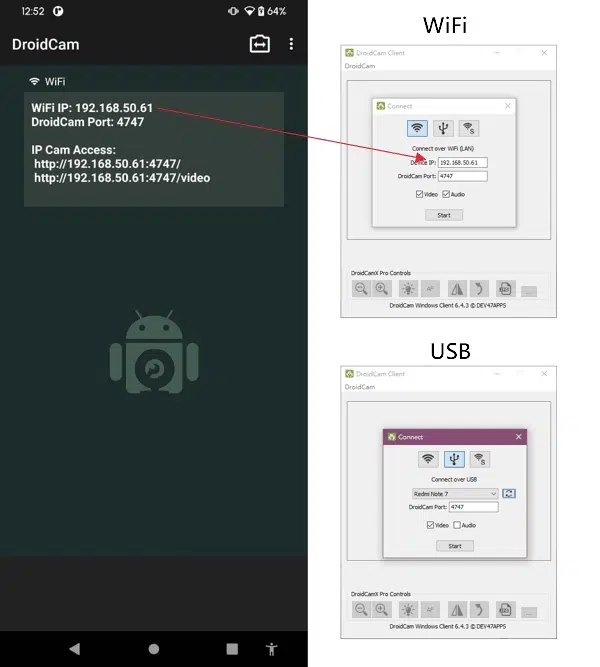 12:52
64%
DroidCam
WiFi
WiFi IP: 192.168.50.61
DroidCam Port: 4747
IP Cam Access:
http://192.168.50.61:4747/
http://192.168.50.61:4747/video
WiFi
DroidCam Client
DroidCam
Connect
S
Connect over WiFi (LAN)
Device IP: 192.168.50.61
DroidCam Port: 4747
Video Audio
Start
DroidCamX Pro Controls
AF
...
DroidCam Windows Client 6.4.3 © DEV47APPS
USB
DroidCam Client
DroidCam
Connect
S
Connect over USB
Redmi Note 7
DroidCam Port: 4747
Video Audio
Start
DroidCamX Pro Controls
AF
...
DroidCam Windows Client 6.4.3 © DEV47APPS